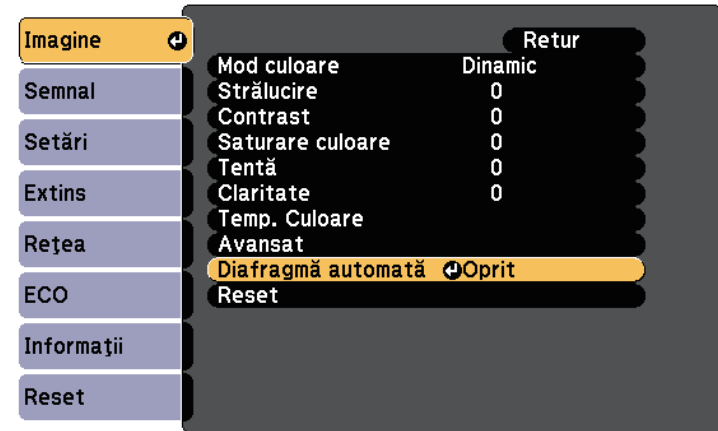 Imagine
Semnal
Setări
Extins
Reţea
ECO
Informaţii
Reset
Retur
Mod culoare Dinamic
Strălucire 0
Contrast 0
Saturare culoare 0
Tentă 0
Claritate 0
Temp. Culoare
Avansat
Diafragmă automată Oprit
Reset